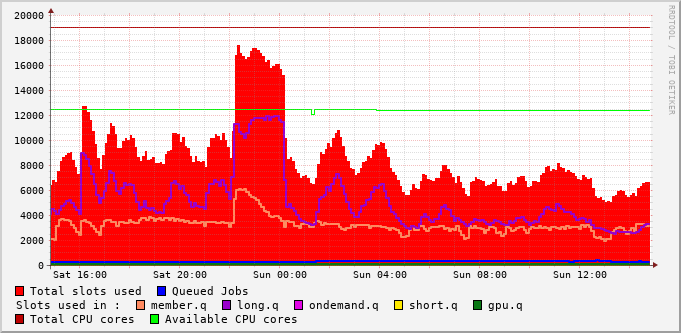 20000
18000
16000
14000
12000
10000
8000
6000
4000
2000
0
Sat 16:00 Sat 20:00 Sun 00:00 Sun 04:00 Sun 08:00 Sun 12:00
Total slots used Queued Jobs
Slots used in : member.q long.q ondemand.q short.q gpu.q
Total CPU cores Available CPU cores
RRDTOOL / TOBI OETIKER